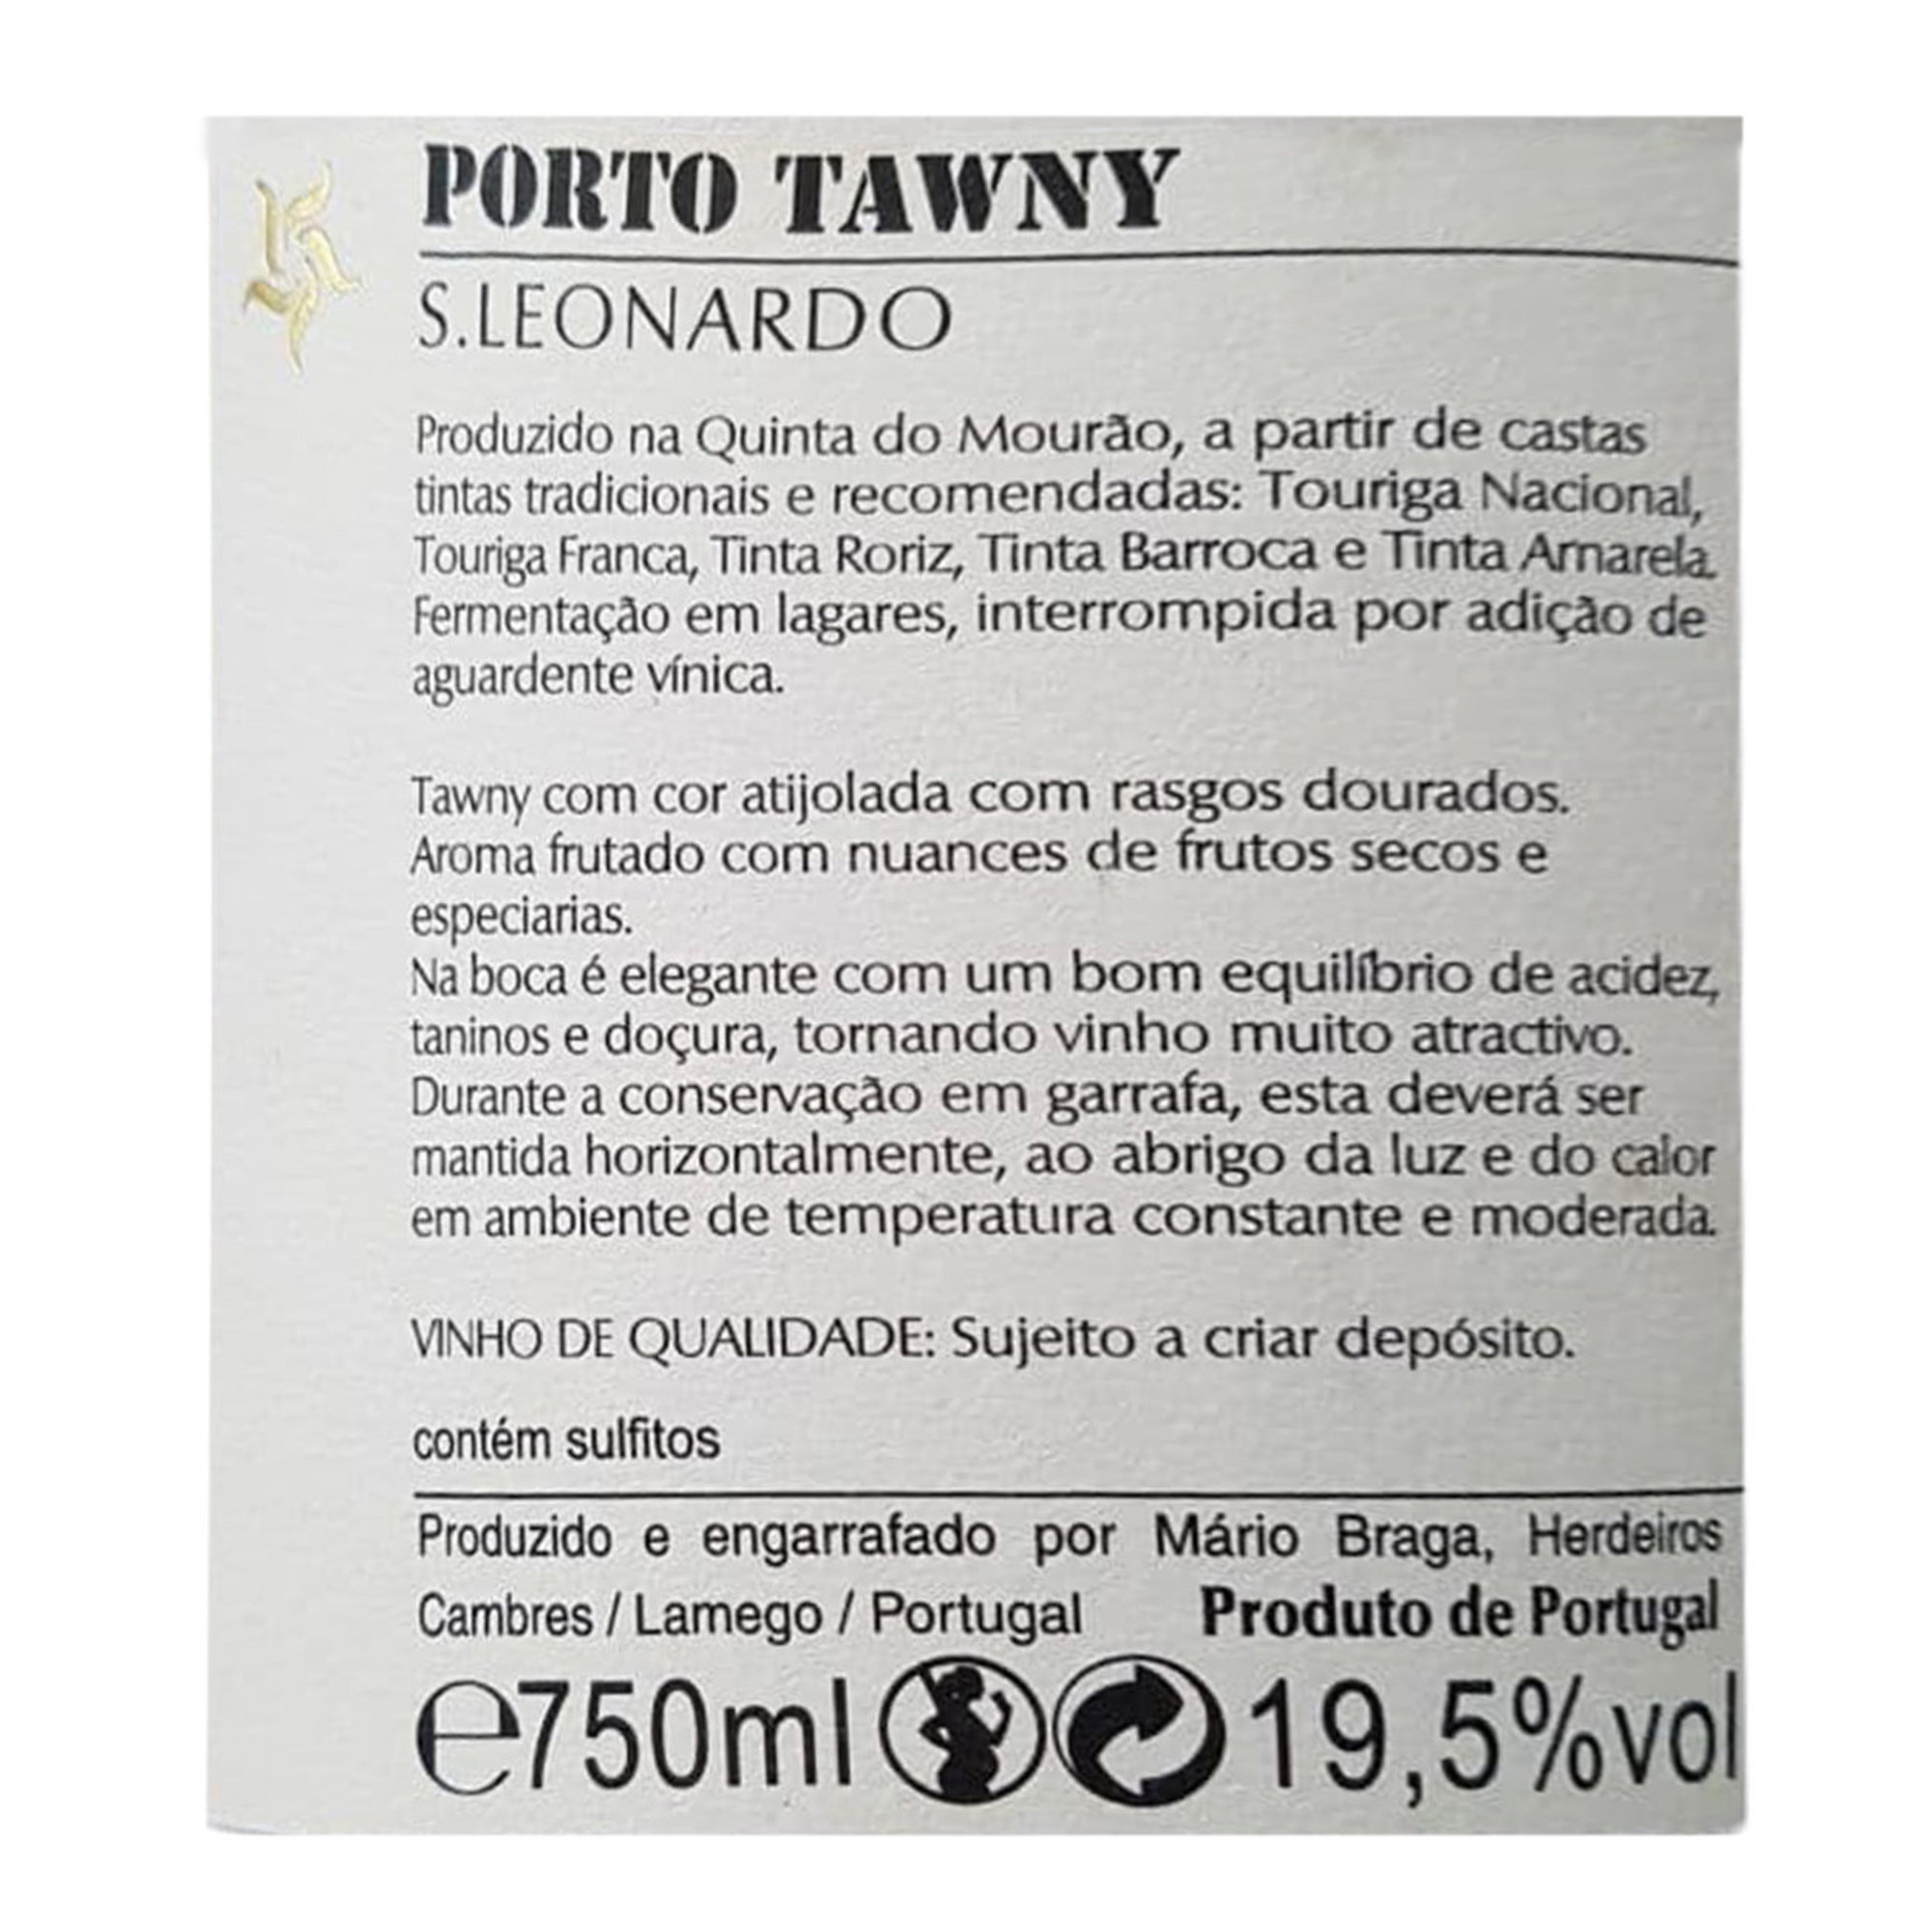 PORTO TAWNY
S.LEONARDO
Produzido na Quinta do Mourão, a partir de castas
tintas tradicionais e recomendadas: Touriga Nacional,
Touriga Franca, Tinta Roriz, Tinta Barroca e Tinta Amarela.
Fermentação em lagares, interrompida por adição de
aguardente vínica.
Tawny com cor atijolada com rasgos dourados.
Aroma frutado com nuances de frutos secos e
especiarias.
Na boca é elegante com um bom equilíbrio de acidez,
taninos e doçura, tornando vinho muito atractivo.
Durante a conservação em garrafa, esta deverá ser
mantida horizontalmente, ao abrigo da luz e do calor
em ambiente de temperatura constante e moderada.
VINHO DE QUALIDADE: Sujeito a criar depósito.
contém sulfitos
Produzido e engarrafado por Mário Braga, Herdeiros
Cambres / Lamego / Portugal Produto de Portugal
℮750ml 19,5%vol